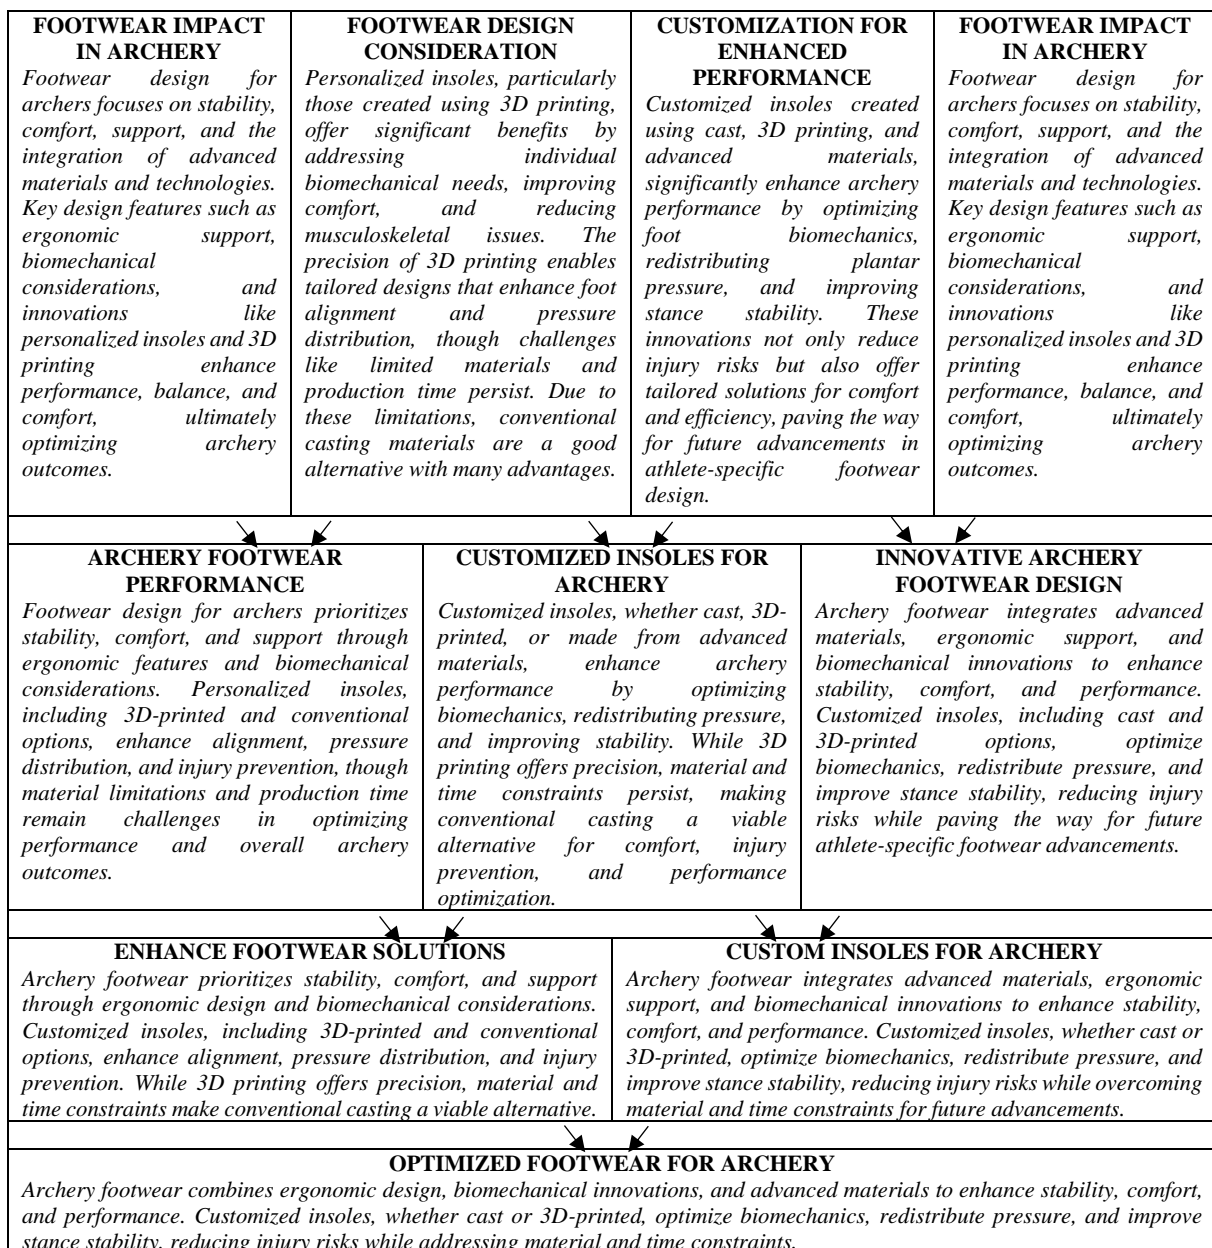 FOOTWEAR IMPACT
IN ARCHERY
Footwear design for
archers focuses on stability,
comfort, support, and the
integration of advanced
materials and technologies.
Key design features such as
ergonomic support,
biomechanical
considerations, and
innovations like
personalized insoles and 3D
printing enhance
performance, balance, and
comfort, ultimately
optimizing archery
outcomes.
FOOTWEAR DESIGN
CONSIDERATION
Personalized insoles, particularly
those created using 3D printing,
offer significant benefits by
addressing individual
biomechanical needs, improving
comfort, and reducing
musculoskeletal issues. The
precision of 3D printing enables
tailored designs that enhance foot
alignment and pressure
distribution, though challenges
like limited materials and
production time persist. Due to
these limitations, conventional
casting materials are a good
alternative with many advantages.
CUSTOMIZATION FOR
ENHANCED
PERFORMANCE
Customized insoles created
using cast, 3D printing, and
advanced materials,
significantly enhance archery
performance by optimizing
foot biomechanics,
redistributing plantar
pressure, and improving
stance stability. These
innovations not only reduce
injury risks but also offer
tailored solutions for comfort
and efficiency, paving the way
for future advancements in
athlete-specific footwear
design.
FOOTWEAR IMPACT
IN ARCHERY
Footwear design for
archers focuses on stability,
comfort, support, and the
integration of advanced
materials and technologies.
Key design features such as
ergonomic support,
biomechanical
considerations, and
innovations like
personalized insoles and 3D
printing enhance
performance, balance, and
comfort, ultimately
optimizing archery
outcomes.
ARCHERY FOOTWEAR
PERFORMANCE
Footwear design for archers prioritizes
stability, comfort, and support through
ergonomic features and biomechanical
considerations. Personalized insoles,
including 3D-printed and conventional
options, enhance alignment, pressure
distribution, and injury prevention, though
material limitations and production time
remain challenges in optimizing
performance and overall archery
outcomes.
CUSTOMIZED INSOLES FOR
ARCHERY
Customized insoles, whether cast, 3D-
printed, or made from advanced
materials, enhance archery
performance by optimizing
biomechanics, redistributing pressure,
and improving stability. While 3D
printing offers precision, material and
time constraints persist, making
conventional casting a viable
alternative for comfort, injury
prevention, and performance
optimization.
INNOVATIVE ARCHERY
FOOTWEAR DESIGN
Archery footwear integrates advanced
materials, ergonomic support, and
biomechanical innovations to enhance
stability, comfort, and performance.
Customized insoles, including cast and
3D-printed options, optimize
biomechanics, redistribute pressure, and
improve stance stability, reducing injury
risks while paving the way for future
athlete-specific footwear advancements.
ENHANCE FOOTWEAR SOLUTIONS
Archery footwear prioritizes stability, comfort, and support
through ergonomic design and biomechanical considerations.
Customized insoles, including 3D-printed and conventional
options, enhance alignment, pressure distribution, and injury
prevention. While 3D printing offers precision, material and
time constraints make conventional casting a viable alternative.
CUSTOM INSOLES FOR ARCHERY
Archery footwear integrates advanced materials, ergonomic
support, and biomechanical innovations to enhance stability,
comfort, and performance. Customized insoles, whether cast or
3D-printed, optimize biomechanics, redistribute pressure, and
improve stance stability, reducing injury risks while overcoming
material and time constraints for future advancements.
OPTIMIZED FOOTWEAR FOR ARCHERY
Archery footwear combines ergonomic design, biomechanical innovations, and advanced materials to enhance stability, comfort,
and performance. Customized insoles, whether cast or 3D-printed, optimize biomechanics, redistribute pressure, and improve
stance stability, reducing injury risks while addressing material and time constraints.